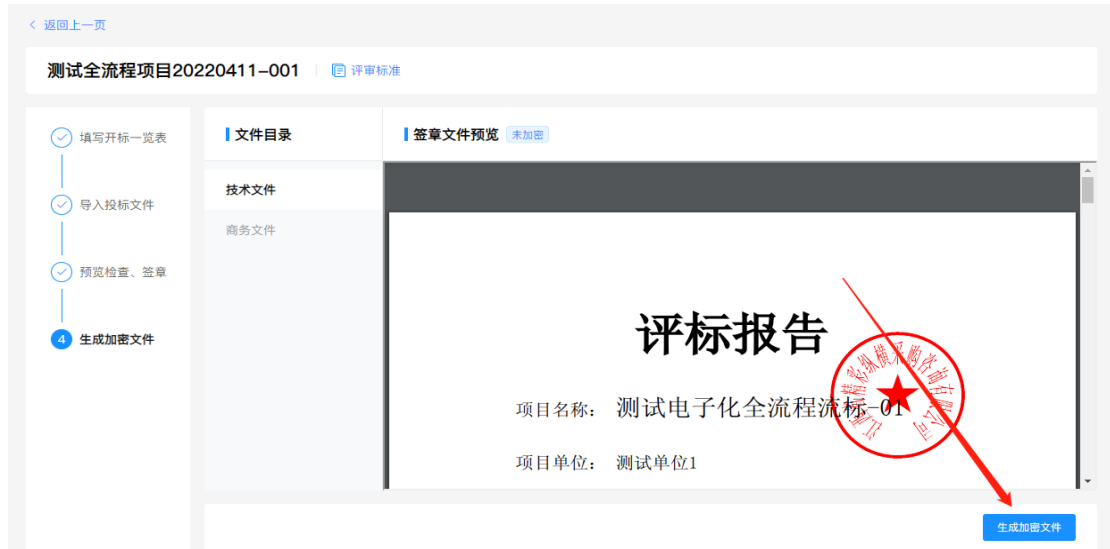 返回上一页
测试全流程项目20220411-001 评审标准
填写开标一览表
导入投标文件
预览检查、签章
4 生成加密文件
文件目录
技术文件
商务文件
签章文件预览 未加密
评标报告
项目名称： 测试电子化全流程流标-01
项目单位： 测试单位1
生成加密文件